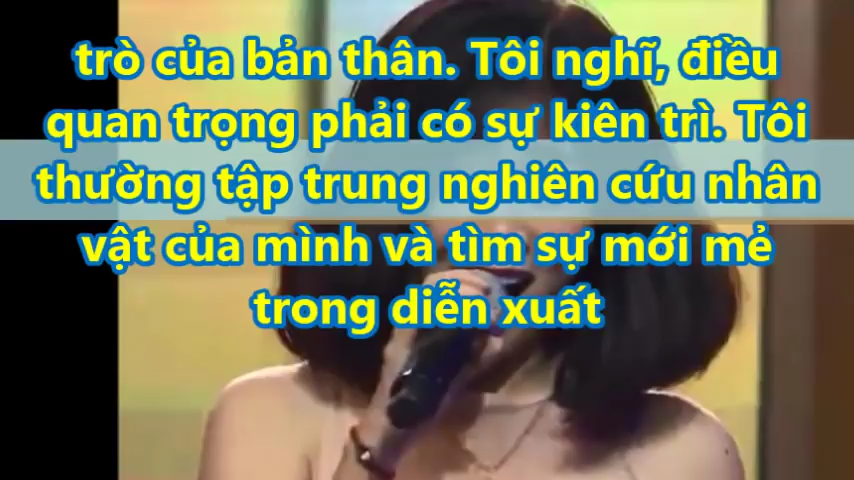 trò của bản thân. Tôi nghĩ, điều
quan trọng phải có sự kiên trì. Tôi
thường tập trung nghiên cứu nhân
vật của mình và tìm sự mới mẻ
trong diễn xuất